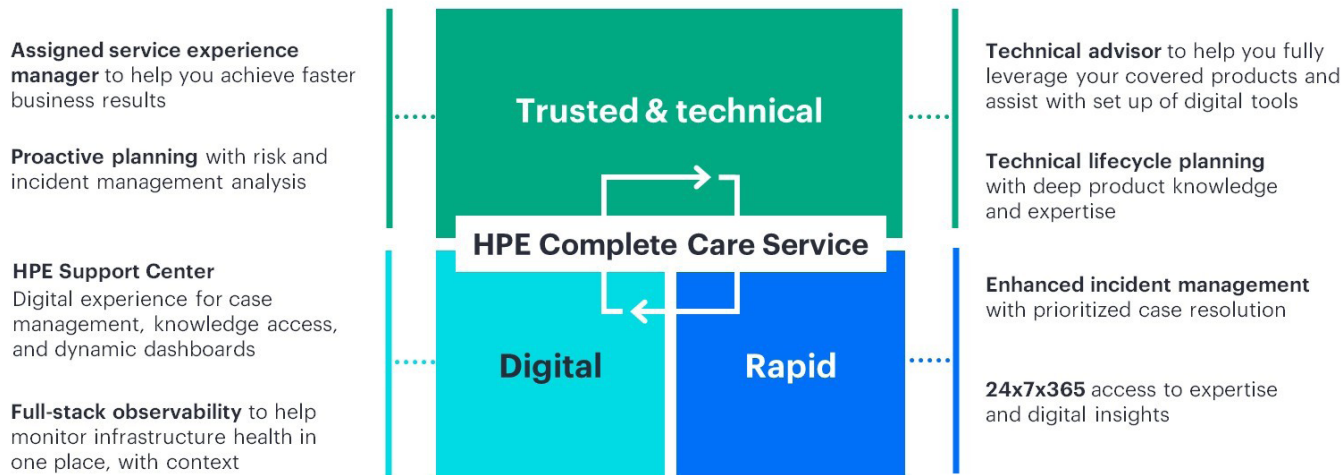 Assigned service experience
manager to help you achieve faster
business results
Proactive planning with risk and
incident management analysis
HPE Support Center
Digital experience for case
management, knowledge access,
and dynamic dashboards
Full-stack observability to help
monitor infrastructure health in
one place, with context
Trusted & technical
HPE Complete Care Service
Digital
Rapid
Technical advisor to help you fully
leverage your covered products and
assist with set up of digital tools
Technical lifecycle planning
with deep product knowledge
and expertise
Enhanced incident management
with prioritized case resolution
24x7x365 access to expertise
and digital insights